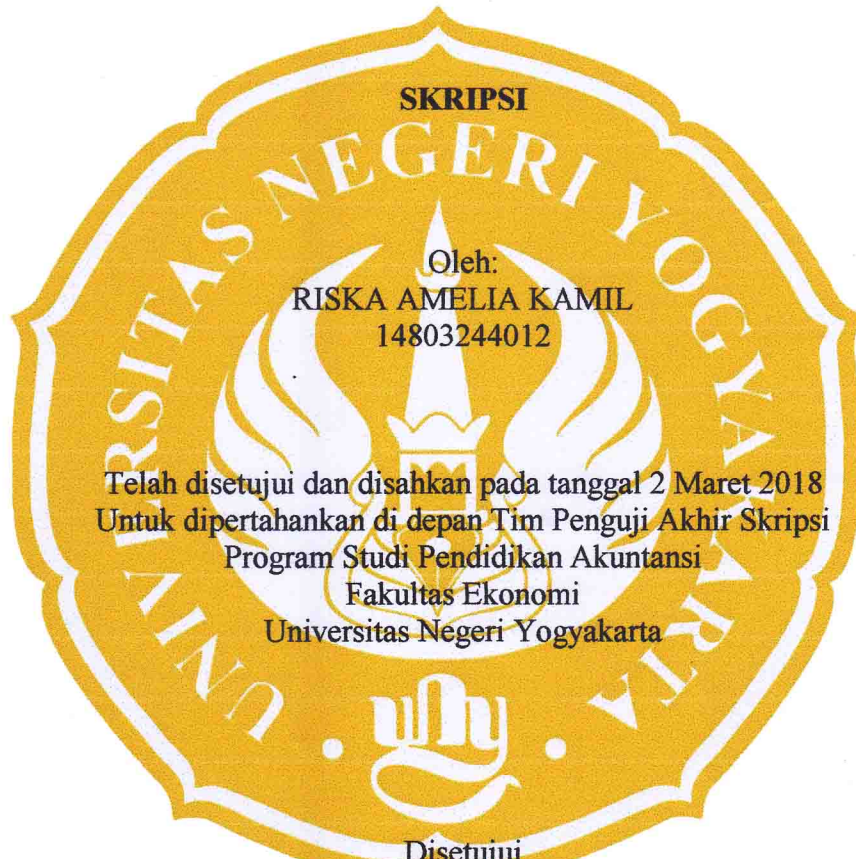 SKRIPSI
UNIVERSITAS NEGERI YOGYAKARTA
Oleh:
RISKA AMELIA KAMIL
14803244012
Telah disetujui dan disahkan pada tanggal 2 Maret 2018
Untuk dipertahankan di depan Tim Penguji Akhir Skripsi
Program Studi Pendidikan Akuntansi
Fakultas Ekonomi
Universitas Negeri Yogyakarta
uny
Disetujui